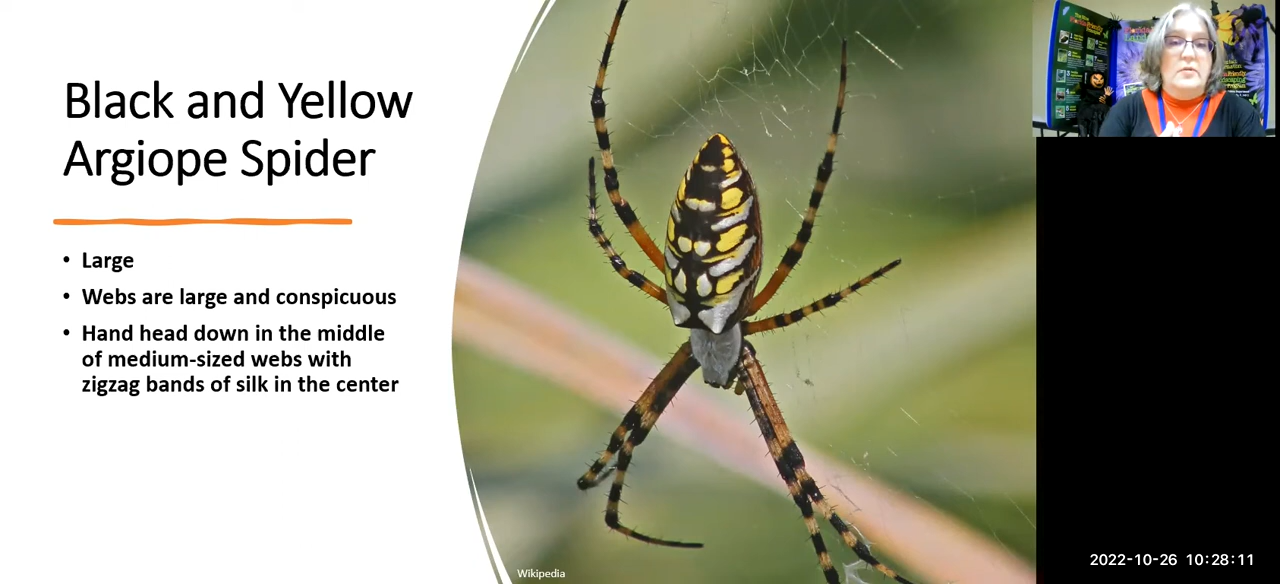 Black and Yellow
Argiope Spider
• Large
• Webs are large and conspicuous
• Hand head down in the middle
of medium-sized webs with
zigzag bands of silk in the center
Wikipedia
2022-10-26 10:28:11